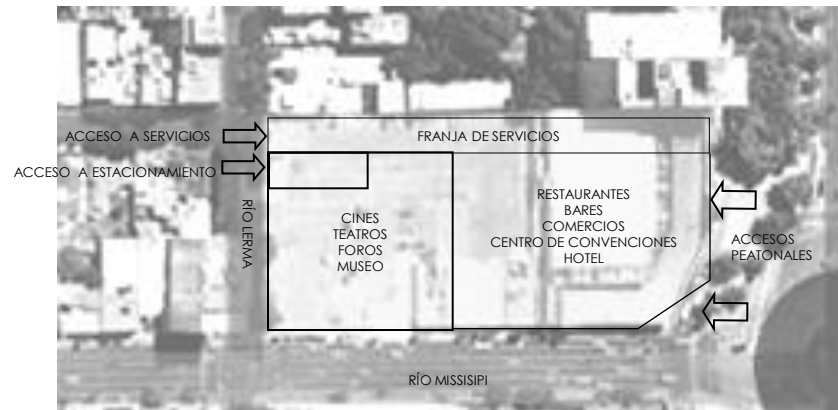 ACCESO A SERVICIOS
FRANJA DE SERVICIOS
ACCESO A ESTACIONAMIENTO
RÍO LERMA
CINES
TEATROS
FOROS
MUSEO
RESTAURANTES
BARES
COMERCIOS
CENTRO DE CONVENCIONES
HOTEL
ACCESOS
PEATONALES
RÍO MISSISIPI